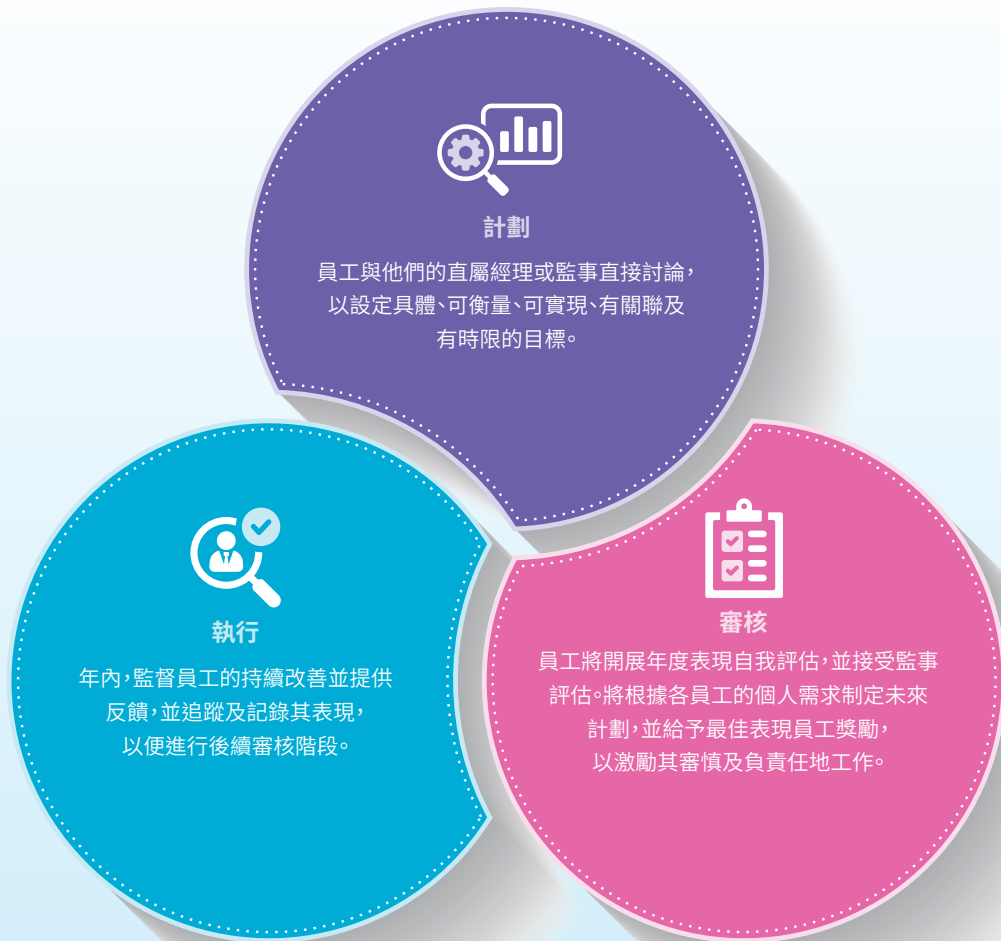 計劃
員工與他們的直屬經理或監事直接討論，
以設定具體、可衡量、可實現、有關聯及
有時限的目標。
執行
年內，監督員工的持續改善並提供
反饋，並追蹤及記錄其表現，
以便進行後續審核階段。
審核
員工將開展年度表現自我評估，並接受監事
評估。將根據各員工的個人需求制定未來
計劃，並給予最佳表現員工獎勵，
以激勵其審慎及負責任地工作。